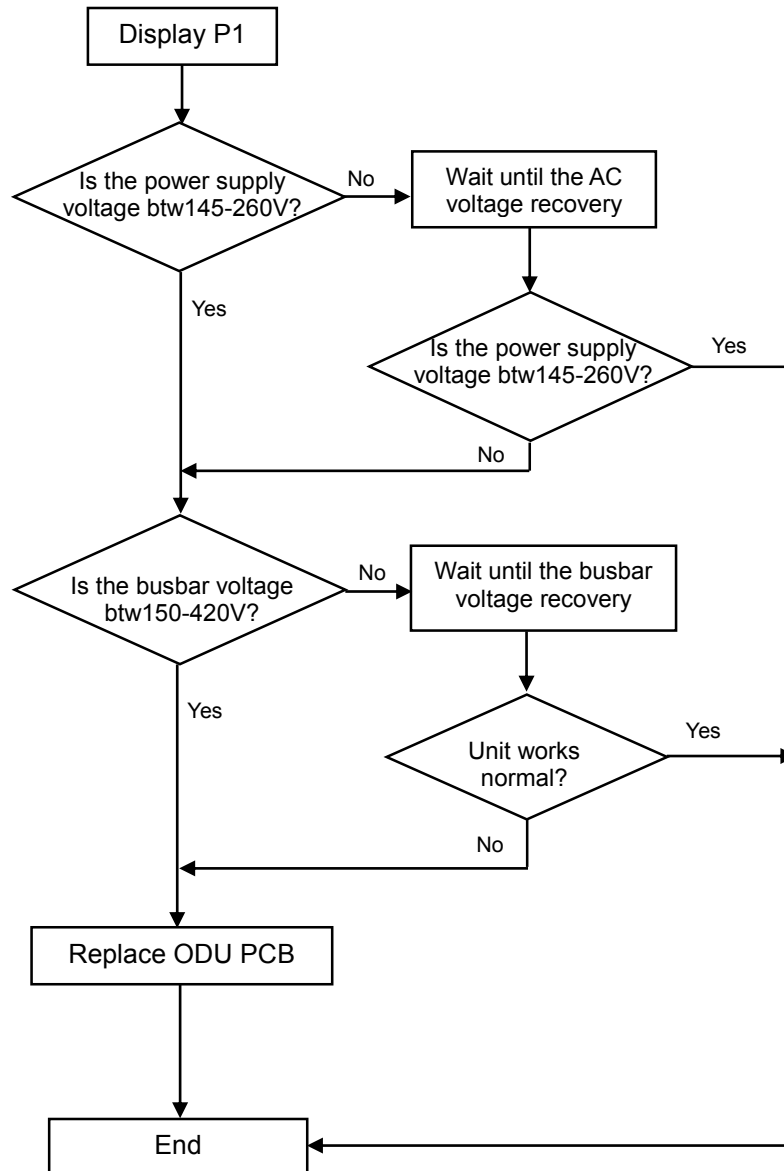 Display P1
Is the power supply
voltage btw145-260V?
No
Wait until the AC
voltage recovery
Yes
Is the power supply
voltage btw145-260V?
Yes
No
Is the busbar voltage
btw150-420V?
No
Wait until the busbar
voltage recovery
Yes
Unit works
normal?
Yes
No
Replace ODU PCB
End